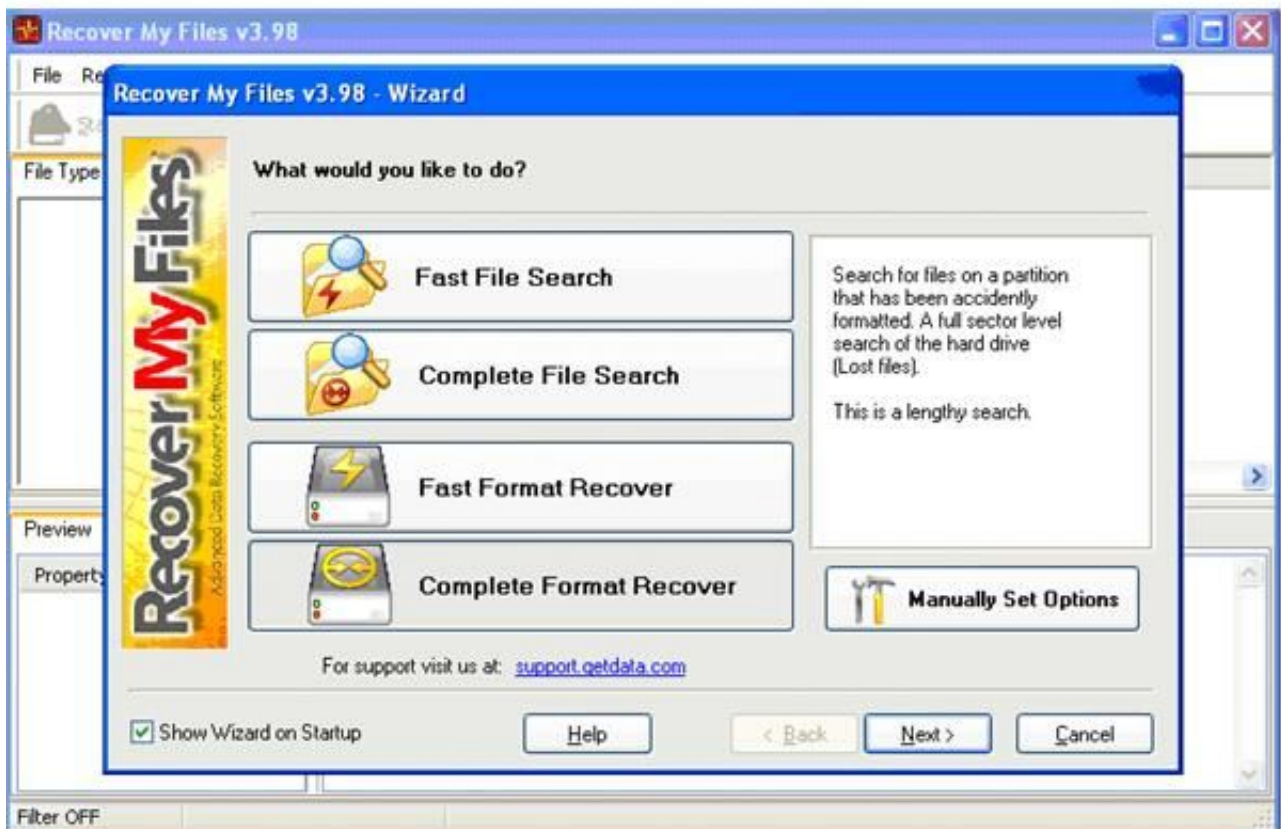 Recover My Files v3.98
File
Recover My Files v3.98 - Wizard
File Type
What would you like to do?
Recover My Files
Advanced Data Recovery Software
Fast File Search
Complete File Search
Fast Format Recover
Complete Format Recover
Search for files on a partition
that has been accidently
formatted. A full sector level
search of the hard drive
(Lost files).
This is a lengthy search.
Manually Set Options
For support visit us at: support.getdata.com
Show Wizard on Startup
Help
< Back
Next >
Cancel
Preview
Property
Filter OFF